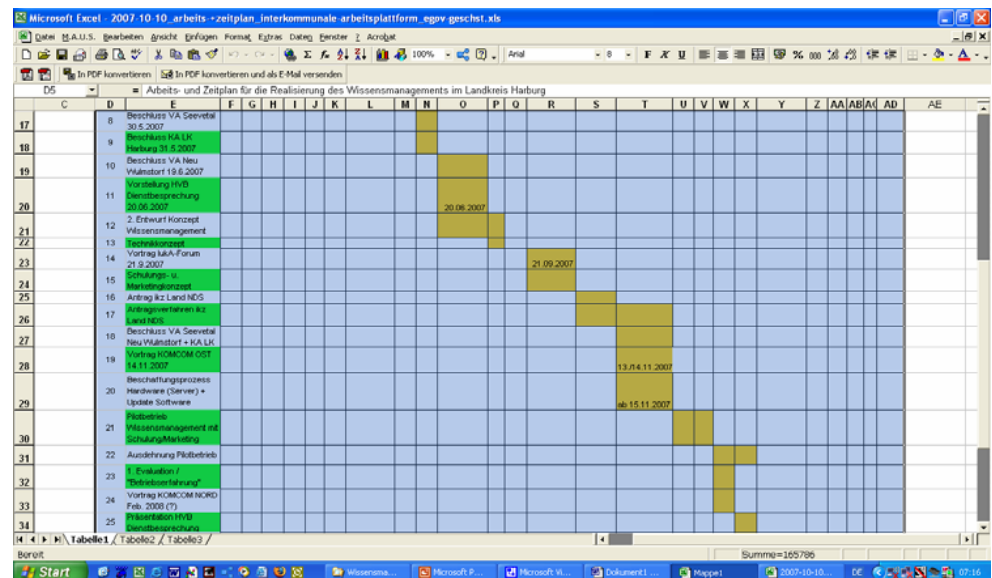 Microsoft Excel - 2007-10-10_arbeits-+zeitplan_interkommunale-arbeitsplattform_egov-geschst.xls
Datei M.A.U.S. Bearbeiten Ansicht Einfügen Format Extras Daten Fenster ? Acrobat
100% Arial 8 F K U % 000
In PDF konvertieren In PDF konvertieren und als E-Mail versenden
D5 = Arbeits- und Zeitplan für die Realisierung des Wissensmanagements im Landkreis Harburg
C D E F G H I J K L M N O P Q R S T U V W X Y Z AA AB AC AD AE
17 8 Beschluss VA Seevetal
30.5.2007
18 9 Beschluss KA LK
Harburg 31.5.2007
19 10 Beschluss VA Neu
Wulmstorf 19.6.2007
20 11 Vorstellung HVB
Dienstbesprechung
20.06.2007 20.06.2007
21 12 2. Entwurf Konzept
Wissensmanagement
22 13 Technikkonzept
23 14 Vortrag IukA-Forum
21.9.2007 21.09.2007
24 15 Schulungs- u.
Marketingkonzept
25 16 Antrag ikz Land NDS
26 17 Antragsverfahren ikz
Land NDS
27 18 Beschluss VA Seevetal
Neu Wulmstorf + KA LK
28 19 Vortrag KOMCOM OST
14.11.2007 13./14.11.2007
29 20 Beschaffungsprozess
Hardware (Server) +
Update Software ab 15.11.2007
30 21 Pilotbetrieb
Wissensmanagement mit
Schulung/Marketing
31 22 Ausdehnung Pilotbetrieb
32 23 1. Evaluation /
"Betriebserfahrung"
33 24 Vortrag KOMCOM NORD
Feb. 2008 (?)
34 25 Präsentation HVB
Dienstbesprechung
Tabelle1 / Tabelle2 / Tabelle3 /
Bereit Summe=165786
Start Wissensma... Microsoft P... Microsoft Vi... Dokument1 ... Mappe1 2007-10-10... DE 07:16